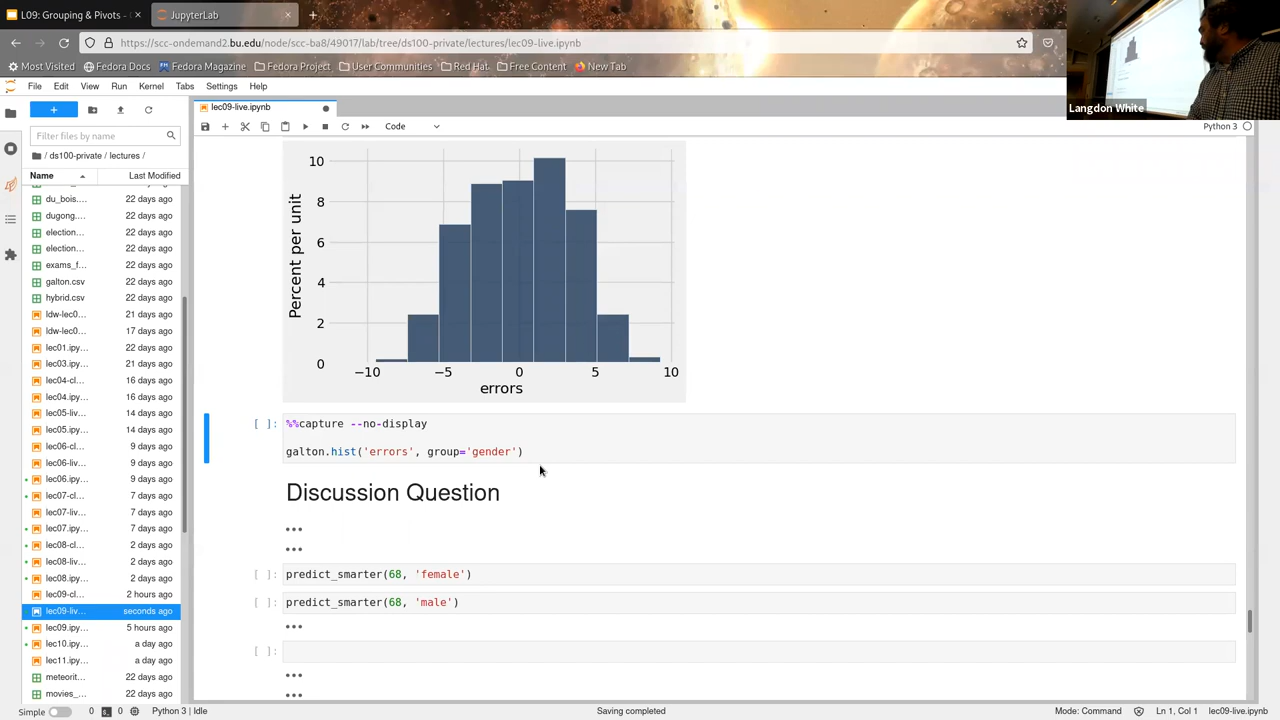 L09: Grouping & Pivots -
JupyterLab
https://scc-ondemand2.bu.edu/node/scc-ba8/49017/lab/tree/ds100-private/lectures/lec09-live.ipynb
Most Visited
Fedora Docs
Fedora Magazine
Fedora Project
User Communities
Red Hat
Free Content
New Tab
Langdon White
File Edit View Run Kernel Tabs Settings Help
lec09-live.ipynb
Code
Python 3
Filter files by name
/ ds100-private / lectures /
Name Last Modified
du_bois.... 22 days ago
dugong.... 22 days ago
election... 22 days ago
election... 22 days ago
exams_f... 22 days ago
galton.csv 22 days ago
hybrid.csv 22 days ago
ldw-lec0... 21 days ago
ldw-lec0... 17 days ago
lec01.ipy... 22 days ago
lec03.ipy... 21 days ago
lec04-cl... 16 days ago
lec04.ipy... 16 days ago
lec05-liv... 14 days ago
lec05.ipy... 14 days ago
lec06-cl... 9 days ago
lec06-liv... 9 days ago
lec06.ipy... 9 days ago
lec07-cl... 7 days ago
lec07-liv... 7 days ago
lec07.ipy... 7 days ago
lec08-cl... 2 days ago
lec08-liv... 2 days ago
lec08.ipy... 2 days ago
lec09-cl... 2 hours ago
lec09-liv... seconds ago
lec09.ipy... 5 hours ago
lec10.ipy... a day ago
lec11.ipy... a day ago
meteorit... 22 days ago
movies_... 22 days ago
Percent per unit
10
8
6
4
2
0
−10 −5 0 5 10
errors
[ ]: %%capture --no-display
galton.hist('errors', group='gender')
Discussion Question
•••
•••
[ ]: predict_smarter(68, 'female')
[ ]: predict_smarter(68, 'male')
•••
[ ]:
•••
•••
Simple 0 0 Python 3 | Idle Saving completed Mode: Command Ln 1, Col 1 lec09-live.ipynb